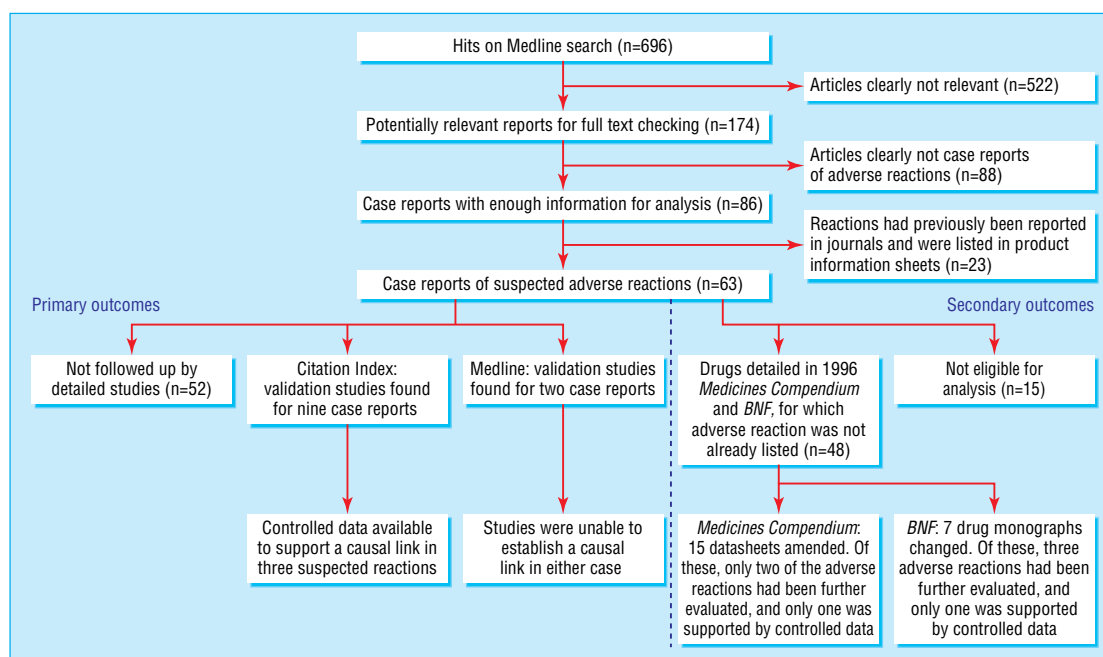 Hits on Medline search (n=696)
Articles clearly not relevant (n=522)
Potentially relevant reports for full text checking (n=174)
Articles clearly not case reports
of adverse reactions (n=88)
Case reports with enough information for analysis (n=86)
Reactions had previously been reported
in journals and were listed in product
information sheets (n=23)
Case reports of suspected adverse reactions (n=63)
Primary outcomes
Secondary outcomes
Not followed up by
detailed studies (n=52)
Citation Index:
validation studies found
for nine case reports
Medline: validation studies
found for two case reports
Drugs detailed in 1996
Medicines Compendium
and BNF, for which
adverse reaction was not
already listed (n=48)
Not eligible for
analysis (n=15)
Controlled data available
to support a causal link in
three suspected reactions
Studies were unable to
establish a causal
link in either case
Medicines Compendium:
15 datasheets amended. Of
these, only two of the adverse
reactions had been further
evaluated, and only one was
supported by controlled data
BNF: 7 drug monographs
changed. Of these, three
adverse reactions had been
further evaluated, and
only one was supported
by controlled data